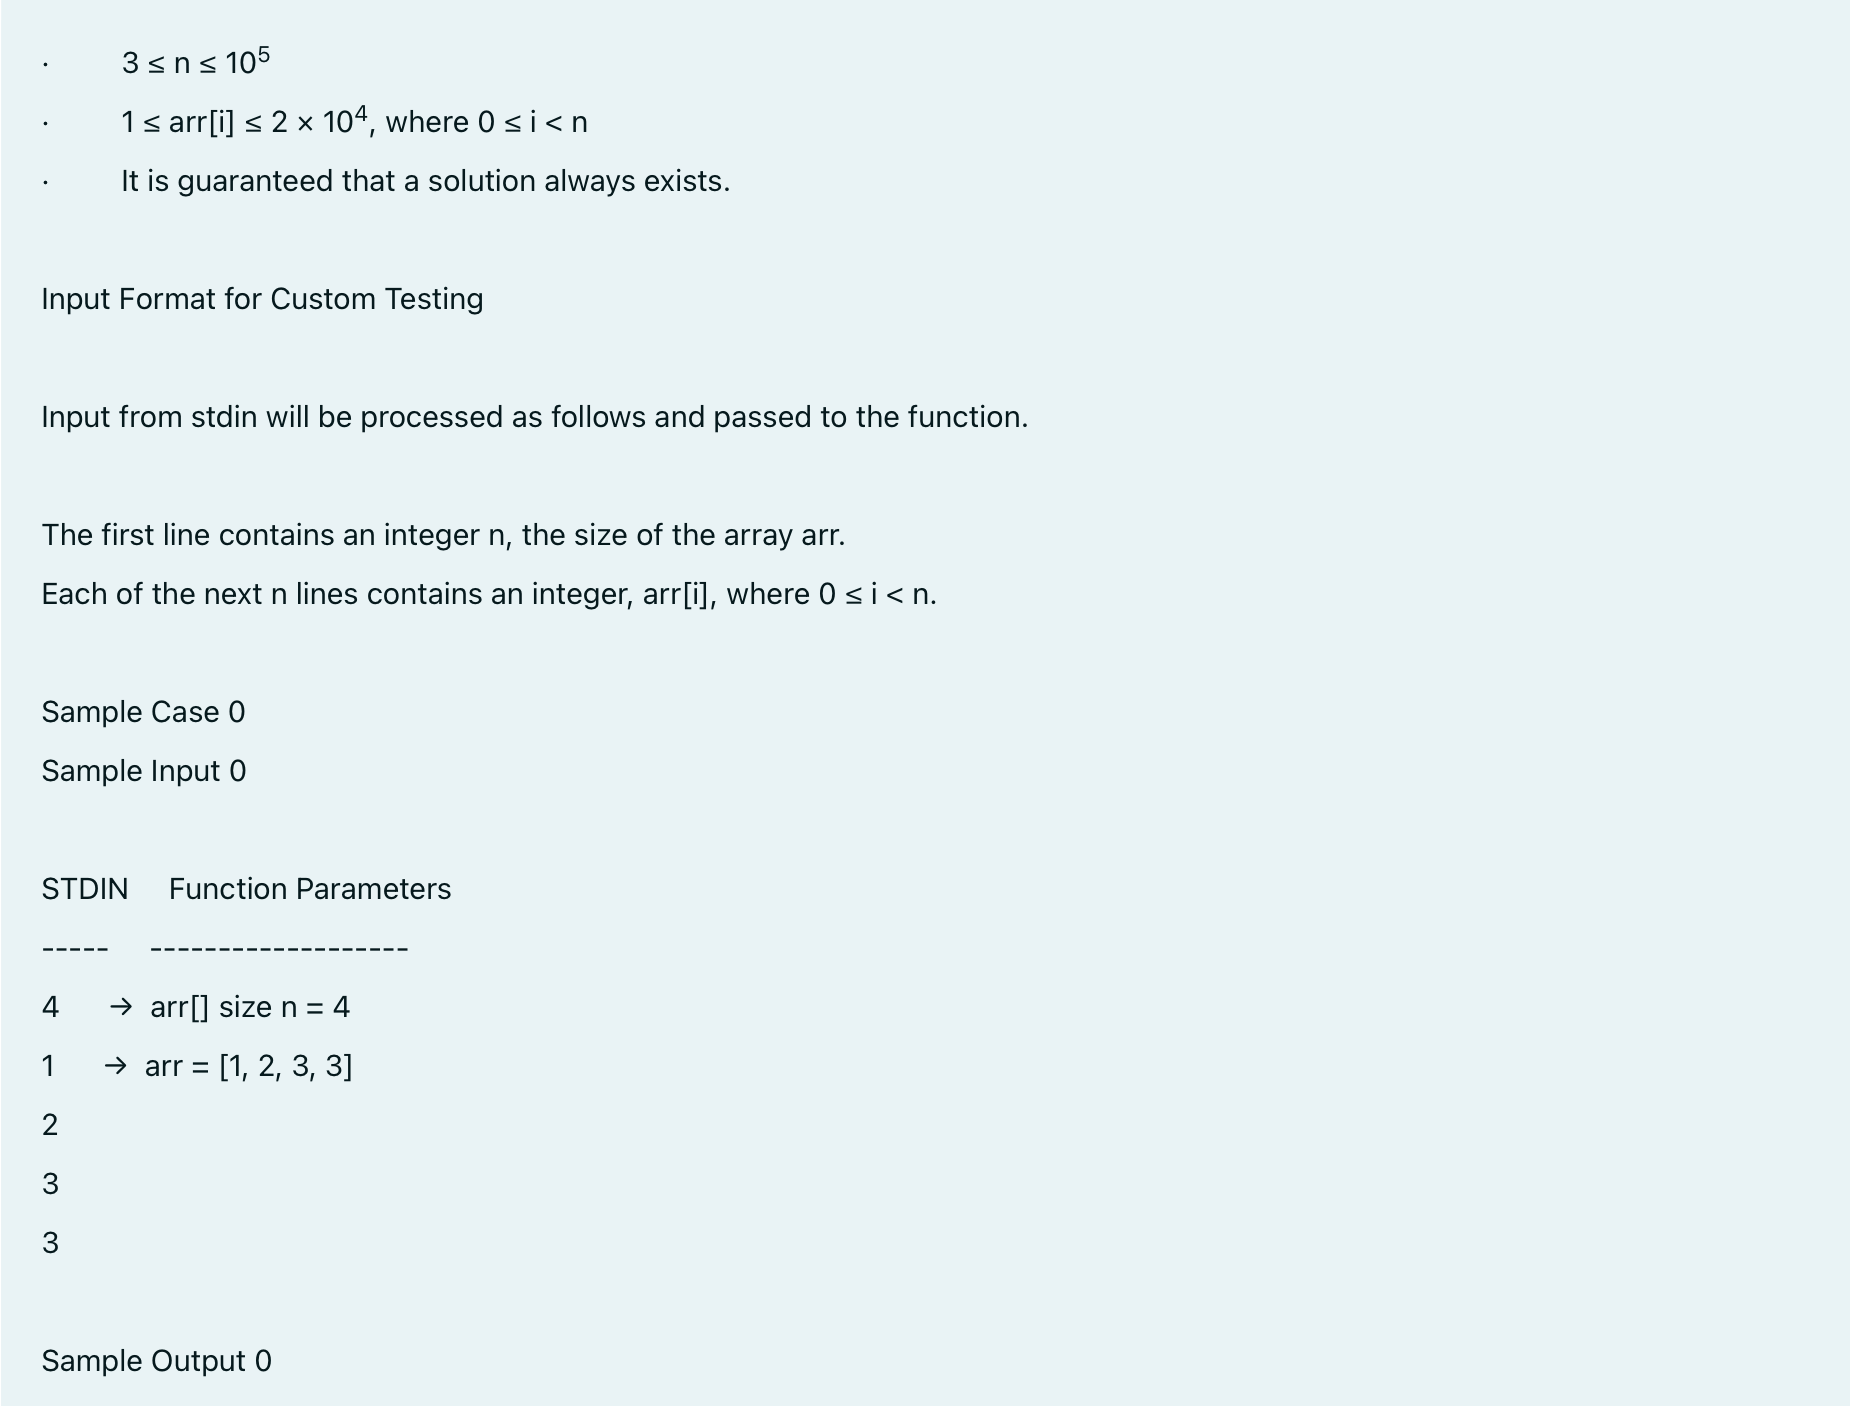 · 3 ≤ n ≤ 10⁵
· 1 ≤ arr[i] ≤ 2 × 10⁴, where 0 ≤ i < n
· It is guaranteed that a solution always exists.
Input Format for Custom Testing
Input from stdin will be processed as follows and passed to the function.
The first line contains an integer n, the size of the array arr.
Each of the next n lines contains an integer, arr[i], where 0 ≤ i < n.
Sample Case 0
Sample Input 0
STDIN Function Parameters
----- -------------------
4 → arr[] size n = 4
1 → arr = [1, 2, 3, 3]
2
3
3
Sample Output 0